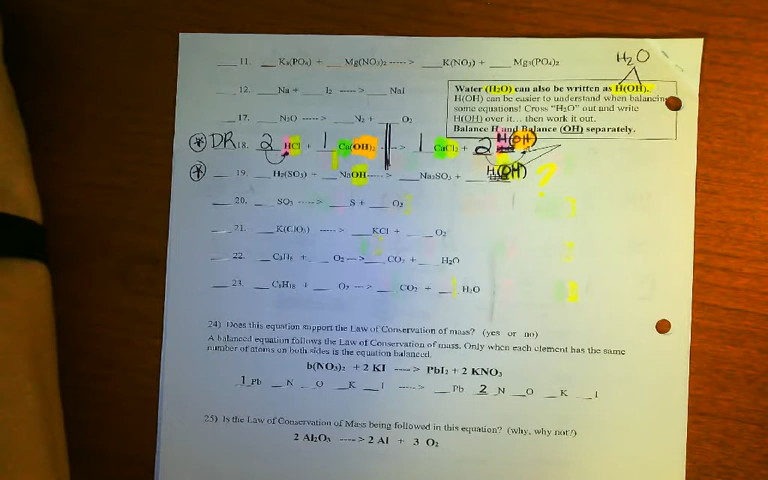 ___ 11. ___ K3(PO4) + ___ Mg(NO3)2 -----> ___ K(NO3) + ___ Mg3(PO4)2
H2O
___ 12. ___ Na + ___ I2 -----> ___ NaI
Water (H2O) can also be written as H(OH).
H(OH) can be easier to understand when balancing
some equations! Cross "H2O" out and write
H(OH) over it... then work it out.
Balance H and Balance (OH) separately.
___ 17. ___ N2O -----> ___ N2 + ___ O2
DR 18. 2 HCl + 1 Ca(OH)2 1 CaCl2 + 2 H(OH)
___ 19. ___ H2(SO3) + ___ NaOH-----> ___ Na2SO3 + ___ H(OH) ?
___ 20. ___ SO3 -----> ___ S + ___ O2
___ 21. ___ K(ClO3) -----> ___ KCl + ___ O2
___ 22. ___ + ___ O2 ---> ___ CO2 + ___ H2O
___ 23. ___ C8H18 + ___ O2 ---> ___ CO2 + ___ H2O
24) Does this equation support the Law of Conservation of mass? (yes or no)
A balanced equation follows the Law of Conservation of mass. Only when each element has the same
number of atoms on both sides is the equation balanced.
b(NO3)2 + 2 KI ----> PbI2 + 2 KNO3
1 Pb __ N __ O __ K __ I -----> __ Pb 2 N __ O __ K __ I
25) Is the Law of Conservation of Mass being followed in this equation? (why, why not?)
2 Al2O3 ----> 2 Al + 3 O2